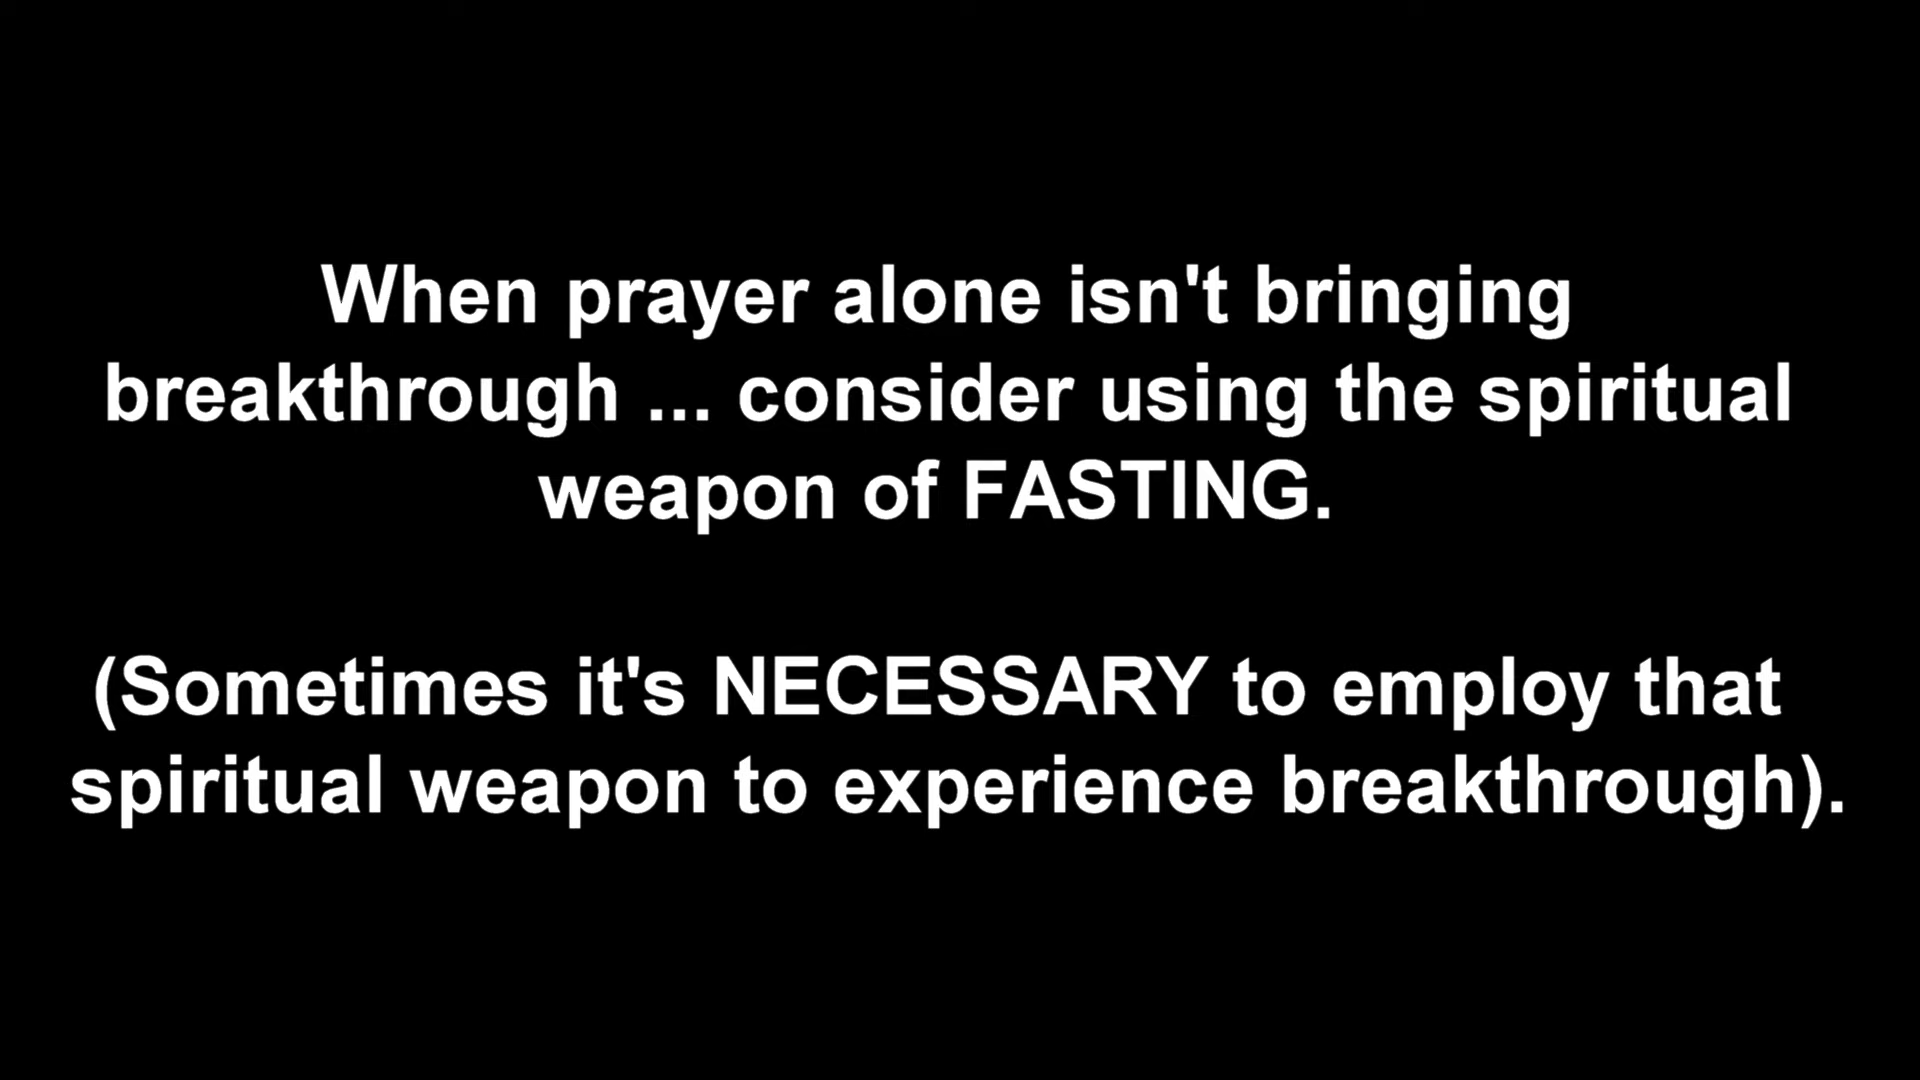 When prayer alone isn't bringing
breakthrough ... consider using the spiritual
weapon of FASTING.
(Sometimes it's NECESSARY to employ that
spiritual weapon to experience breakthrough).